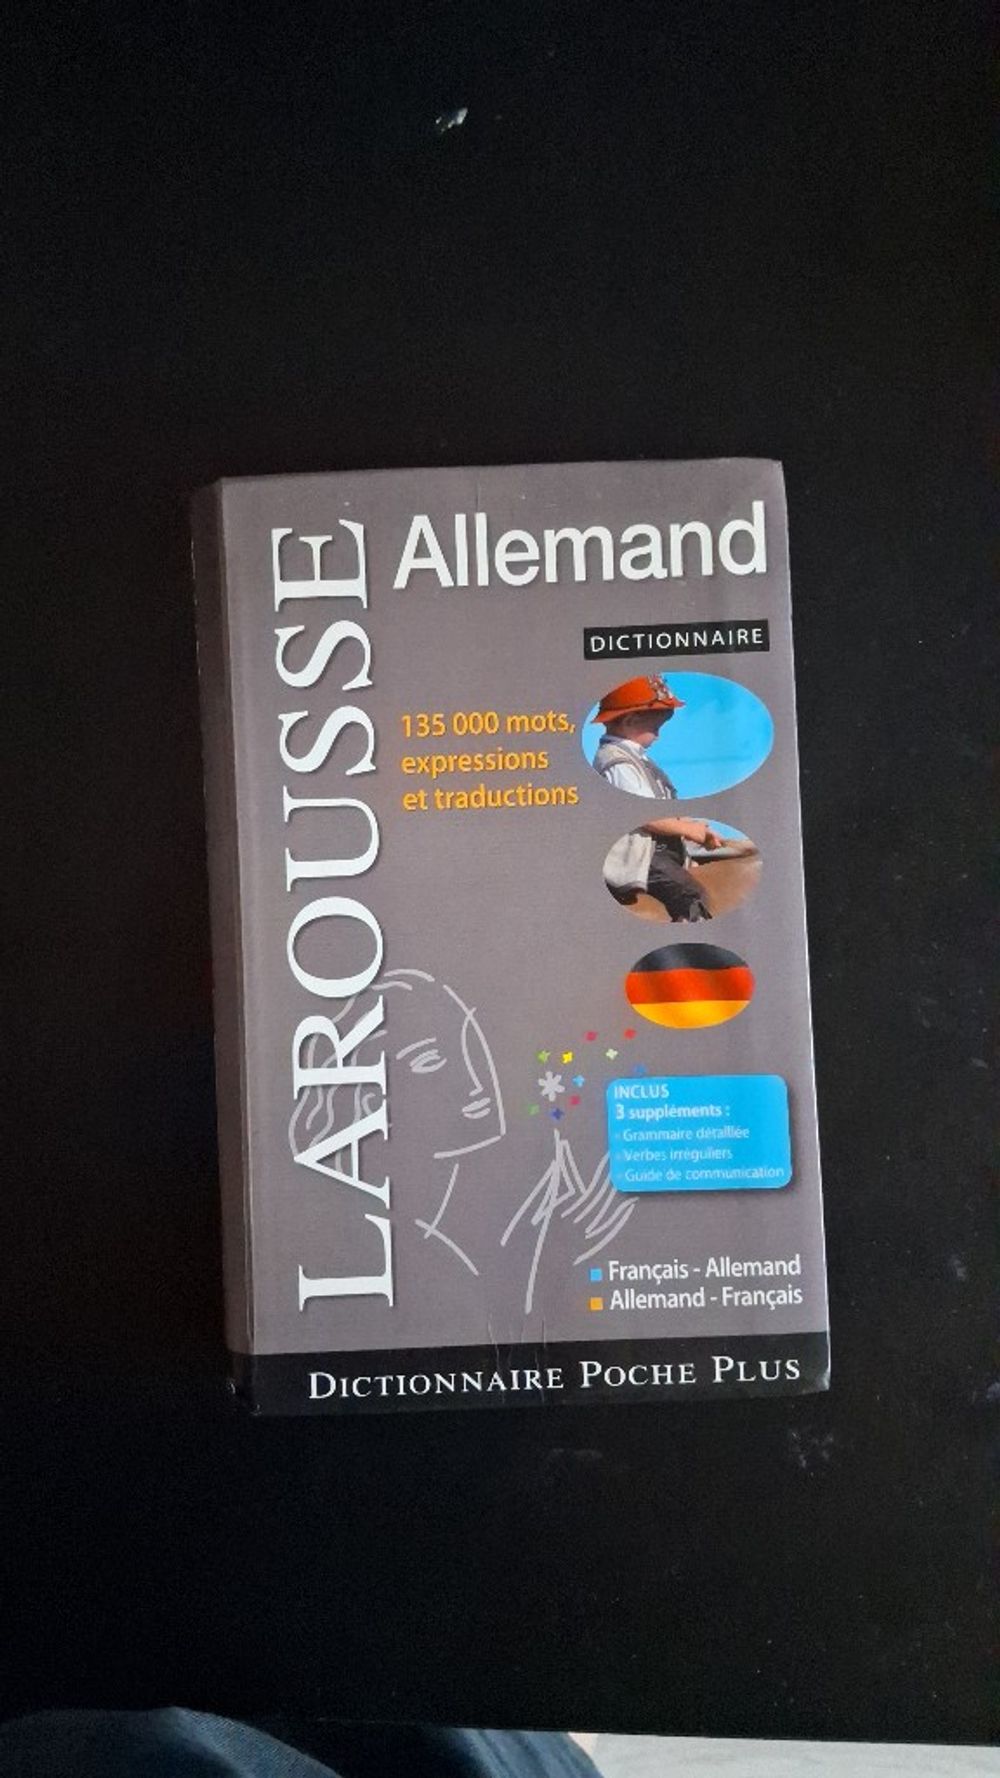 LAROUSSE
Allemand
DICTIONNAIRE
135 000 mots,
expressions
et traductions
INCLUS
3 suppléments :
Grammaire détaillée
Verbes irréguliers
Guide de communication
Français - Allemand
Allemand - Français
DICTIONNAIRE POCHE PLUS